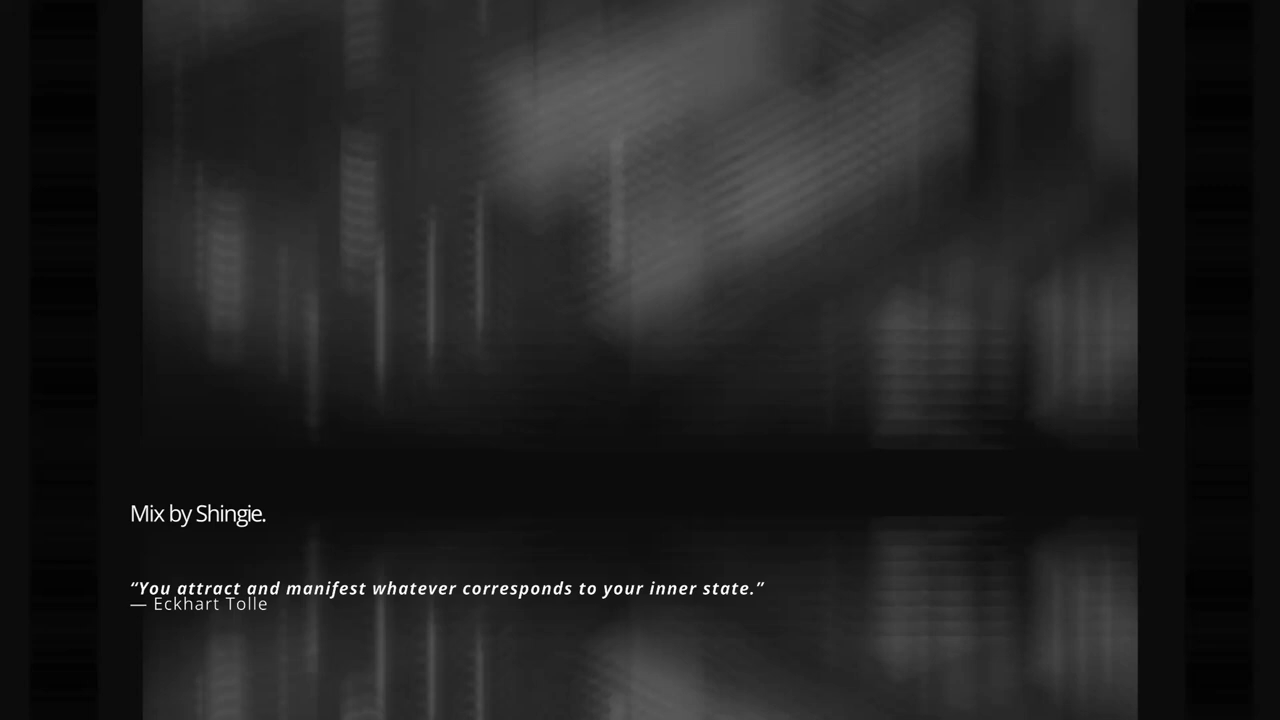 Mix by Shingie.
“You attract and manifest whatever corresponds to your inner state.”
— Eckhart Tolle